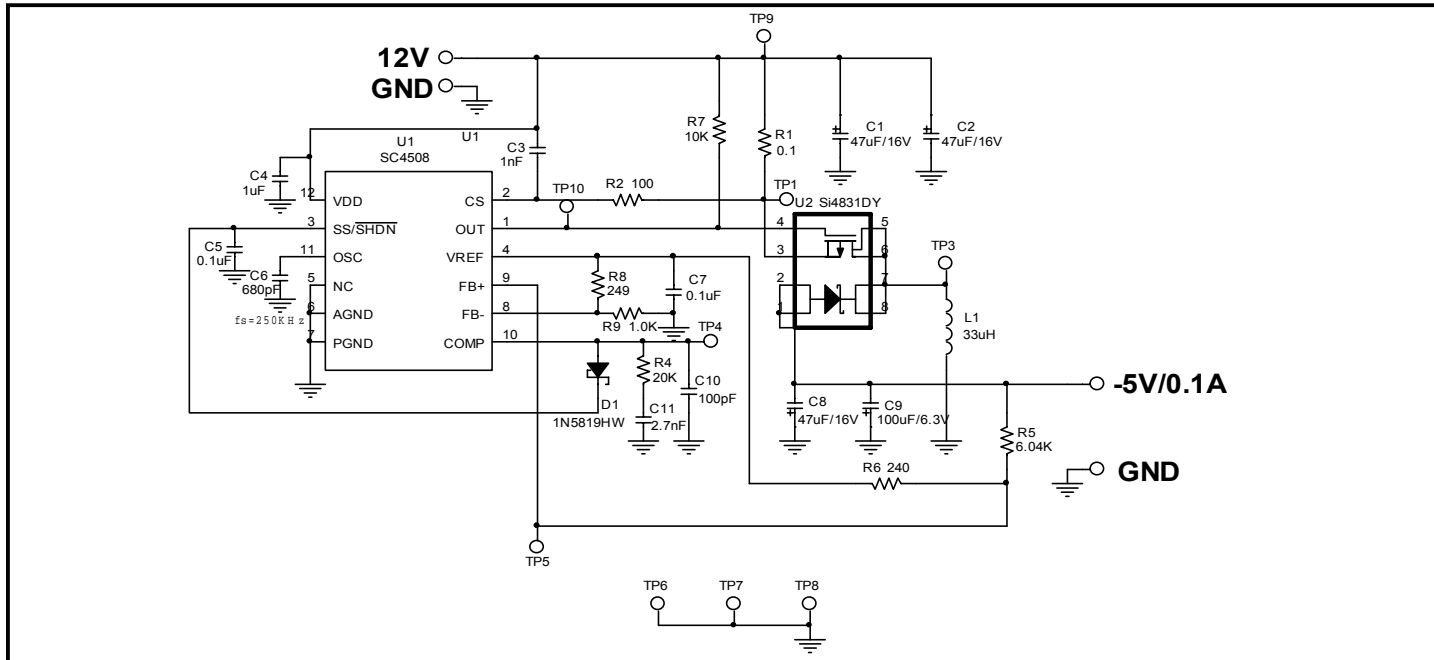 TP9
12V
GND
U1
U1
SC4508
C4
1uF
C3
1nF
R7
10K
R1
0.1
C1
47uF/16V
C2
47uF/16V
12
VDD
CS
2
TP10
R2 100
TP1
U2 Si4831DY
3
SS/SHDN
OUT
1
4
5
C5
0.1uF
11
OSC
VREF
4
3
6
TP3
C6
680pF
5
NC
FB+
9
R8
249
C7
0.1uF
2
7
fs=250KHz
6
AGND
FB-
8
R9 1.0K
1
8
L1
33uH
7
PGND
COMP
10
TP4
R4
20K
C10
100pF
D1
1N5819HW
C11
2.7nF
C8
47uF/16V
C9
100uF/6.3V
-5V/0.1A
R5
6.04K
R6 240
GND
TP5
TP6
TP7
TP8